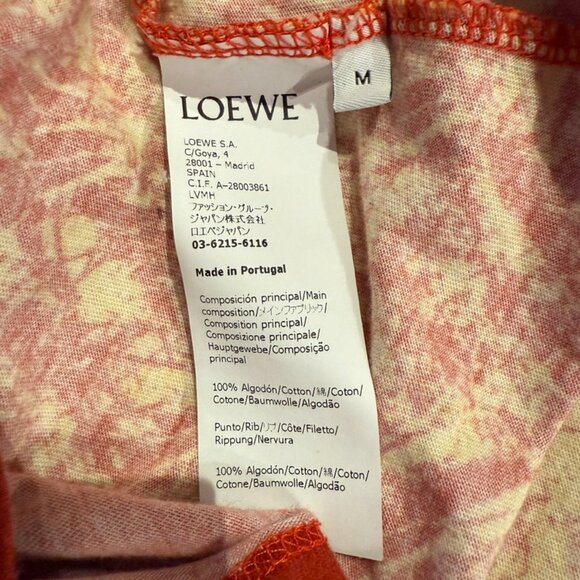 M
LOEWE
LOEWE S.A.
C/Goya, 4
28001 - Madrid
SPAIN
C.I.F. A-28003861
LVMH
ファッション・グループ・
ジャパン株式会社
ロエベジャパン
03-6215-6116
Made in Portugal
Composición principal/Main
composition/メインファブリック/
Composition principal/
Composizione principale/
Hauptgewebe/Composição
principal
100% Algodón/Cotton/綿/Coton/
Cotone/Baumwolle/Algodão
Punto/Rib/リブ/Côte/Filetto/
Rippung/Nervura
100% Algodón/Cotton/綿/Coton/
Cotone/Baumwolle/Algodão